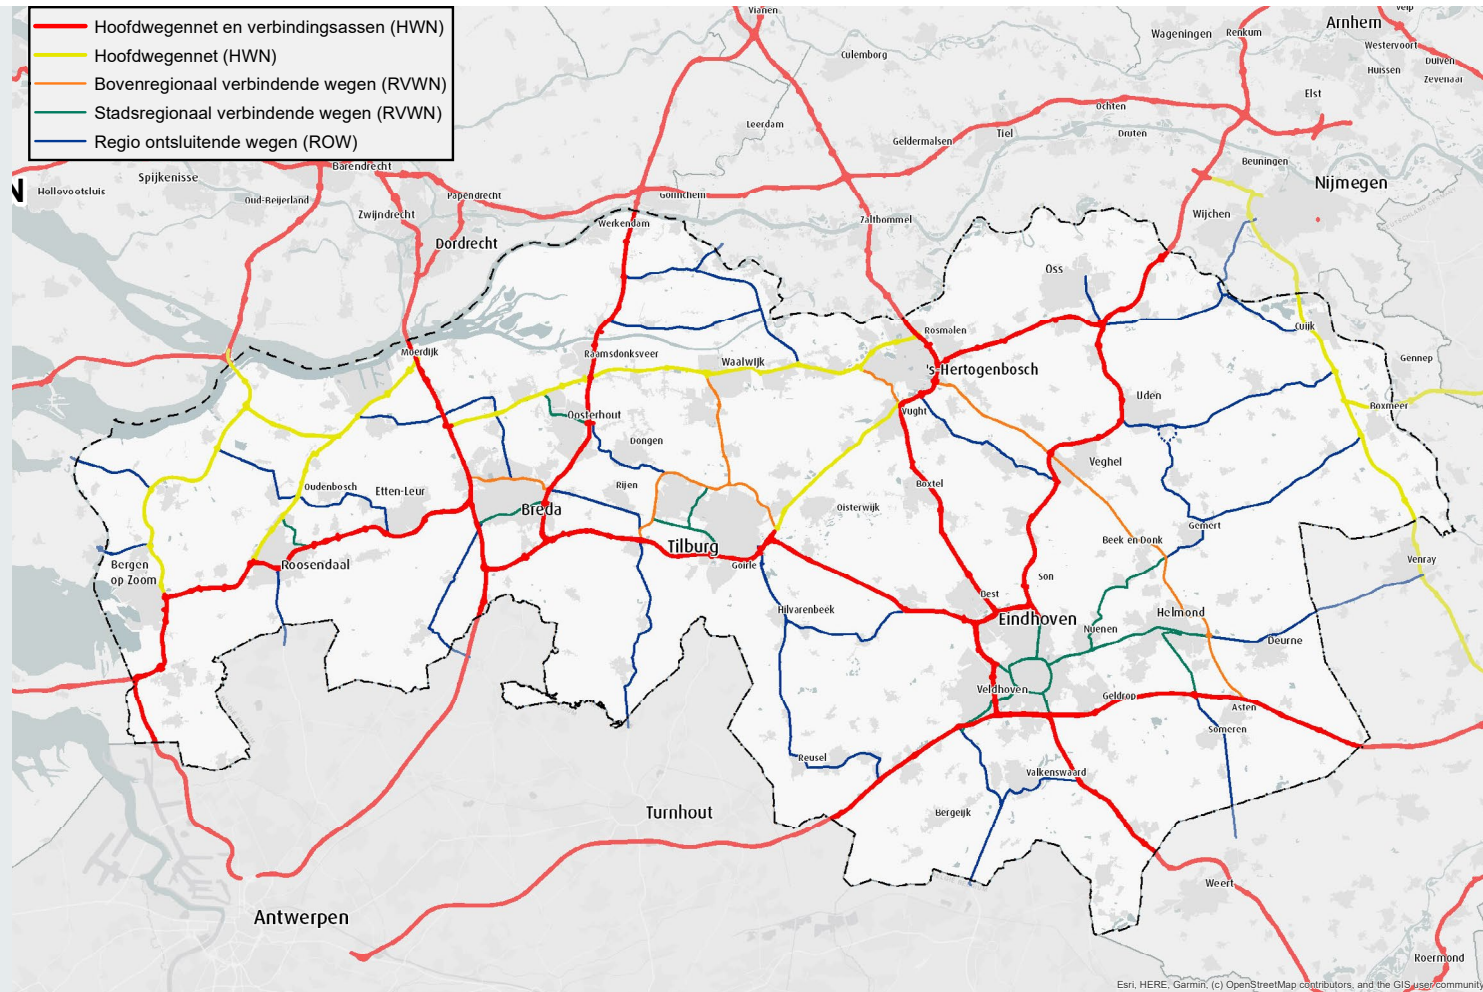 Hoofdwegennet en verbindingsassen (HWN)
Hoofdwegennet (HWN)
Bovenregionaal verbindende wegen (RVWN)
Stadsregionaal verbindende wegen (RVWN)
Regio ontsluitende wegen (ROW)
Vianen
Arnhem
Velp
Wageningen
Renkum
Westervoort
Culemborg
Duiven
Huissen
Zevenaar
Elst
Ochten
Leerdam
Tiel
Druten
Geldermalsen
Beuningen
Barendrecht
Spijkenisse
Nijmegen
N
Hellevoetsluis
Oud-Beijerland
Papendrecht
Gorinchem
Zwijndrecht
Wijchen
Zaltbommel
Werkendam
Dordrecht
Oss
Cuijk
Rosmalen
Moerdijk
Raamsdonksveer
Waalwijk
Gennep
's-Hertogenbosch
Uden
Boxmeer
Vught
Oosterhout
Dongen
Veghel
Rijen
Boxtel
Oudenbosch
Etten-Leur
Oisterwijk
Breda
Gemert
Beek en Donk
Tilburg
Venray
Bergen
op Zoom
Roosendaal
Goirle
Son
Best
Hilvarenbeek
Helmond
Eindhoven
Nuenen
Deurne
Veldhoven
Geldrop
Asten
Someren
Reusel
Valkenswaard
Turnhout
Bergeijk
Weert
Antwerpen
Roermond
Esri, HERE, Garmin, (c) OpenStreetMap contributors, and the GIS user community